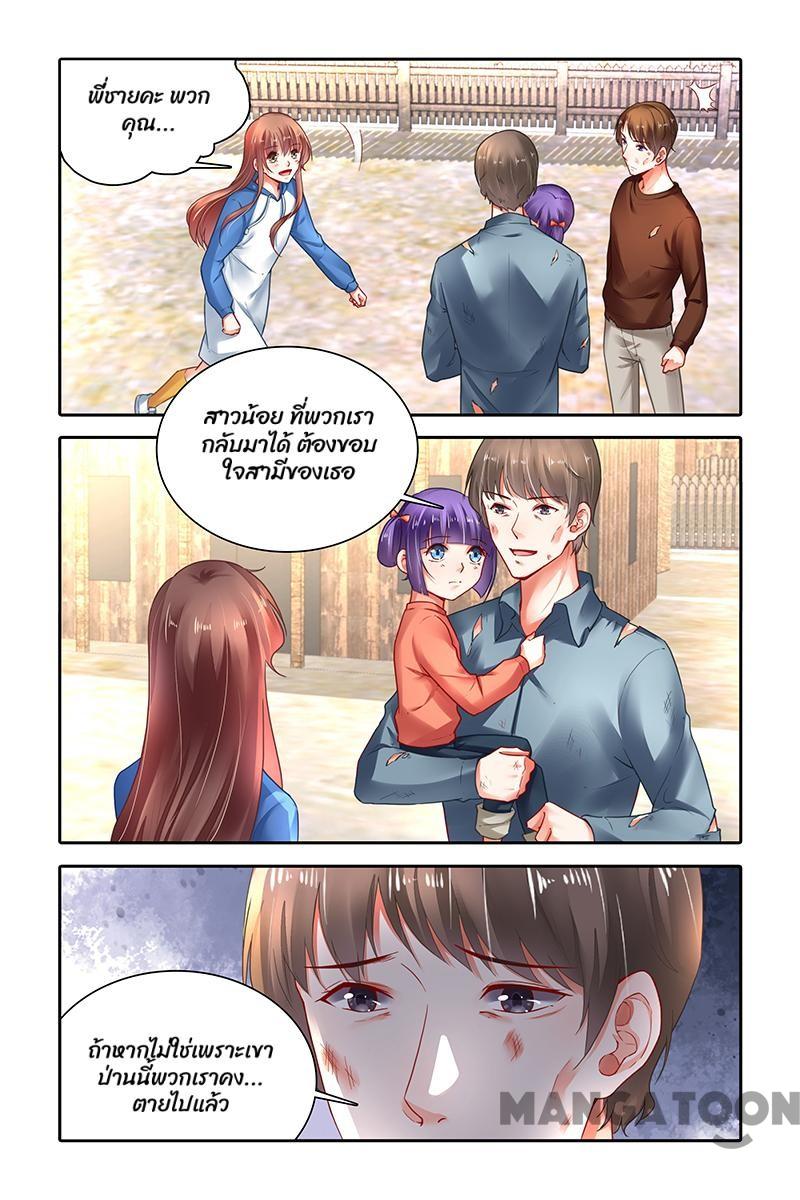 พี่ชายคะ พวก
คุณ...
สาวน้อย ที่พวกเรา
กลับมาได้ ต้องขอบ
ใจสามีของเธอ
ถ้าหากไม่ใช่เพราะเขา
ป่านนี้พวกเราคง...
ตายไปแล้ว
MANGATOON